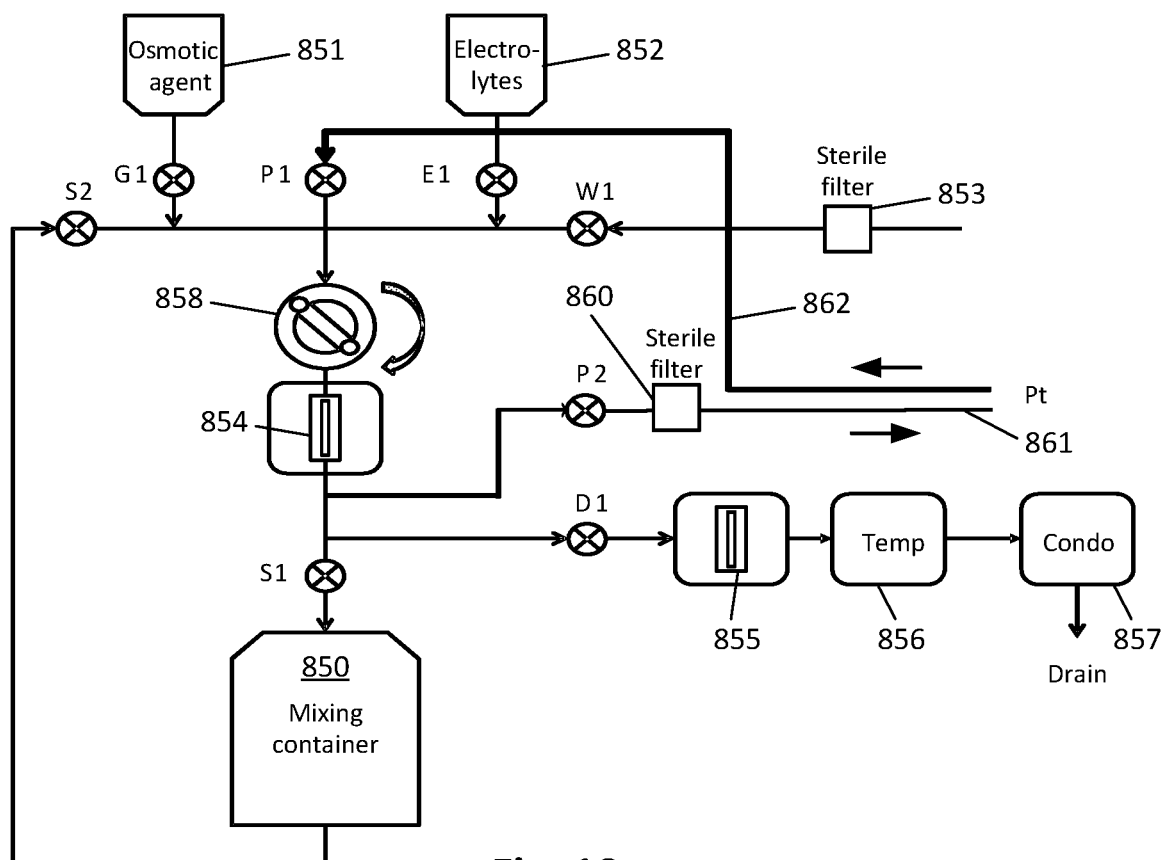 Osmotic
agent
851
Electro-
lytes
852
Sterile
filter
853
S2
G1
P1
E1
W1
858
860
862
Sterile
filter
P2
Pt
861
854
D1
S1
Temp
Condo
855
856
857
Drain
850
Mixing
container